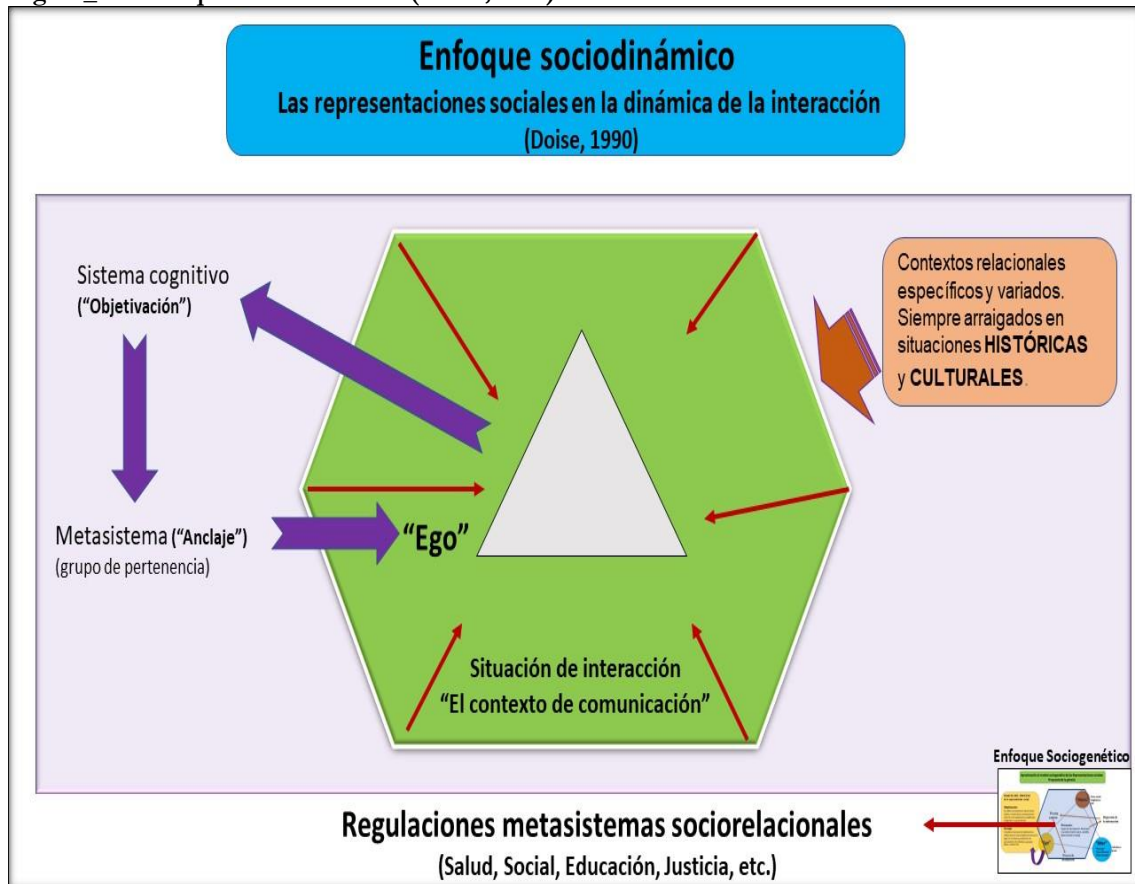 Enfoque sociodinámico
Las representaciones sociales en la dinámica de la interacción
(Doise, 1990)
Sistema cognitivo
(“Objetivación”)
Contextos relacionales
específicos y variados.
Siempre arraigados en
situaciones HISTÓRICAS
y CULTURALES.
Metasistema (“Anclaje”)
(grupo de pertenencia)
“Ego”
Situación de interacción
“El contexto de comunicación”
Enfoque Sociogenético
Regulaciones metasistemas sociorelacionales
(Salud, Social, Educación, Justicia, etc.)